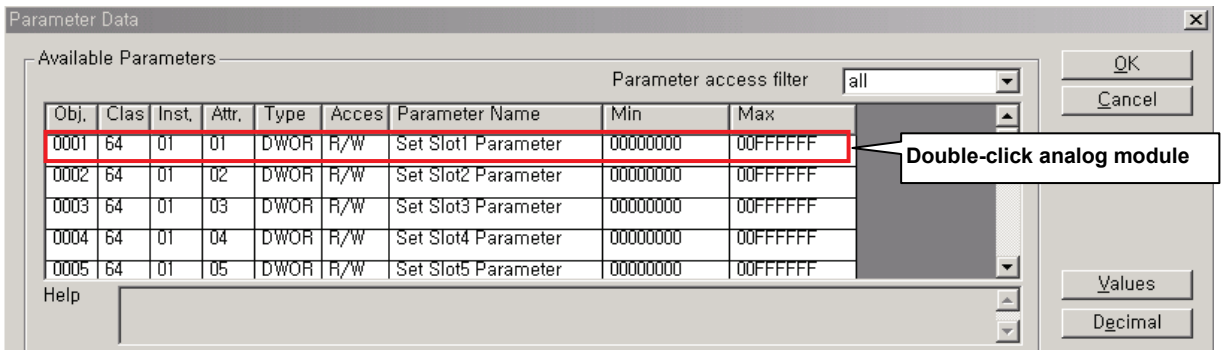 Parameter Data
Available Parameters
Parameter access filter all
OK
Cancel
Obj. Clas Inst. Attr. Type Acces Parameter Name Min Max
0001 64 01 01 DWOR R/W Set Slot1 Parameter 00000000 00FFFFFF
Double-click analog module
0002 64 01 02 DWOR R/W Set Slot2 Parameter 00000000 00FFFFFF
0003 64 01 03 DWOR R/W Set Slot3 Parameter 00000000 00FFFFFF
0004 64 01 04 DWOR R/W Set Slot4 Parameter 00000000 00FFFFFF
0005 64 01 05 DWOR R/W Set Slot5 Parameter 00000000 00FFFFFF
Help
Values
Decimal